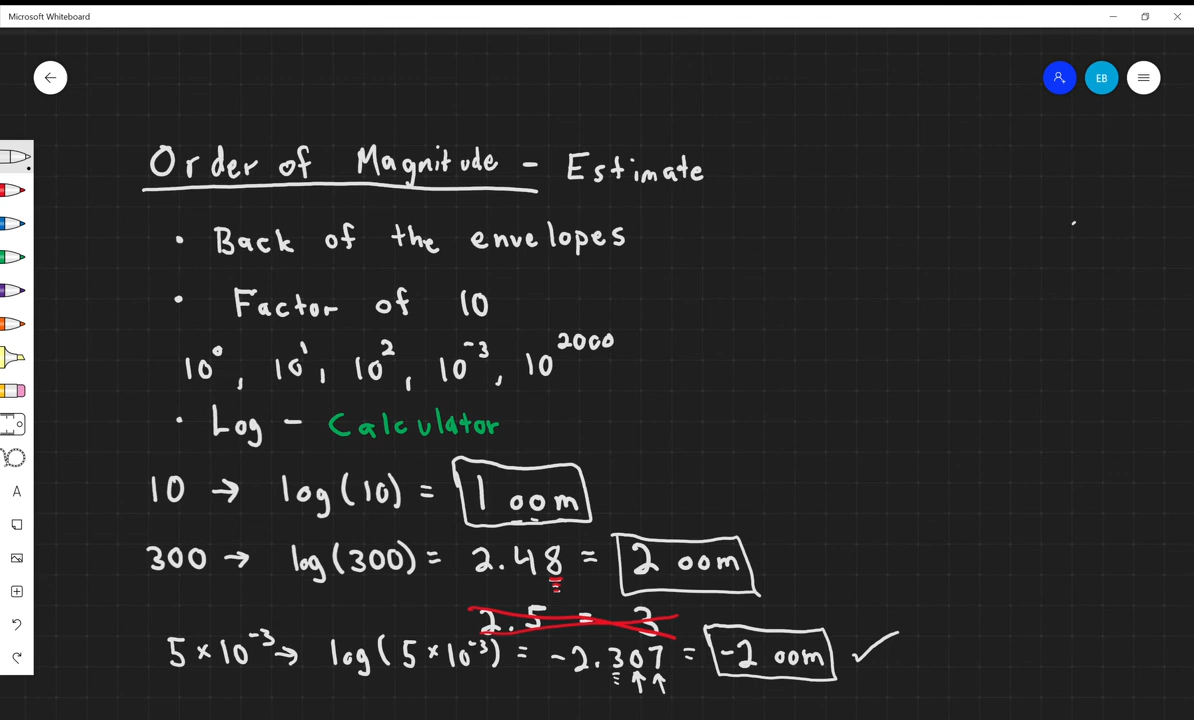 Microsoft Whiteboard
EB
Order of Magnitude - Estimate
• Back of the envelopes
• Factor of 10
10⁰, 10¹, 10², 10⁻³, 10²⁰⁰⁰
• Log - Calculator
10 → log(10) = 1 oom
300 → log(300) = 2.48 = 2 oom
2.5 = 3
5 × 10⁻³ → log(5 × 10⁻³) = -2.307 = -2 oom ✓
A